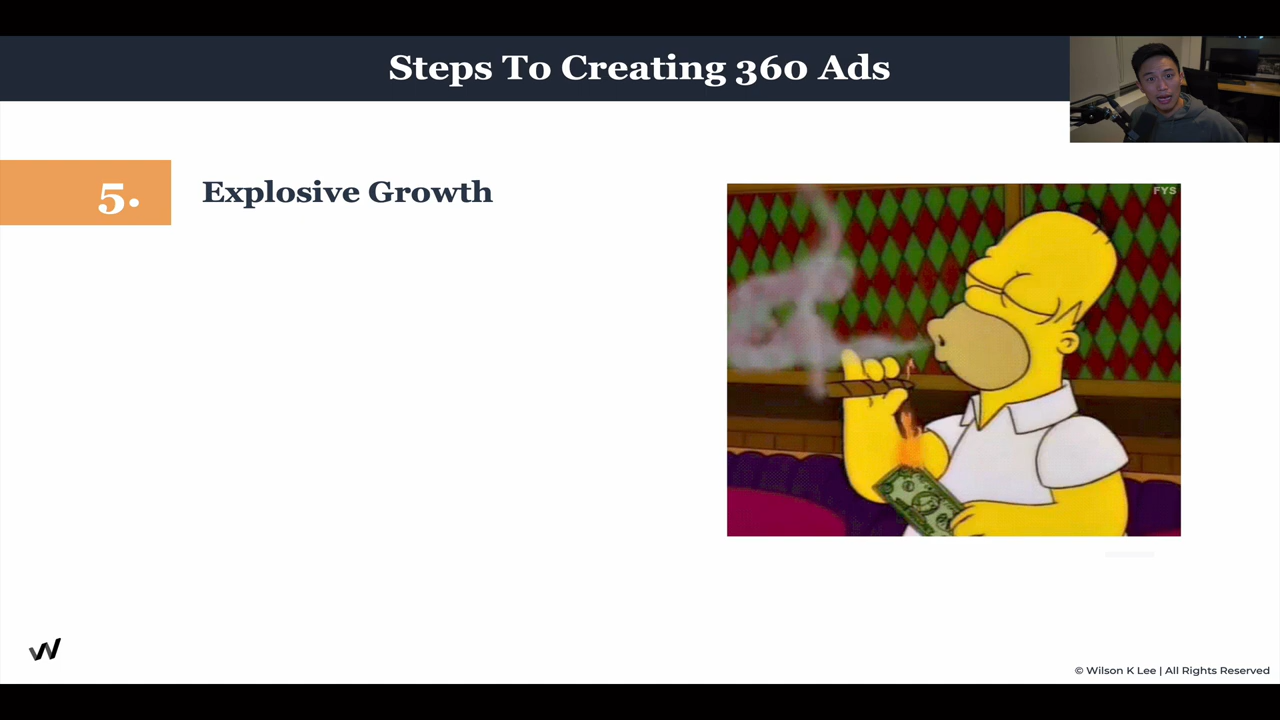 Steps To Creating 360 Ads
5.
Explosive Growth
FYS
© Wilson K Lee | All Rights Reserved